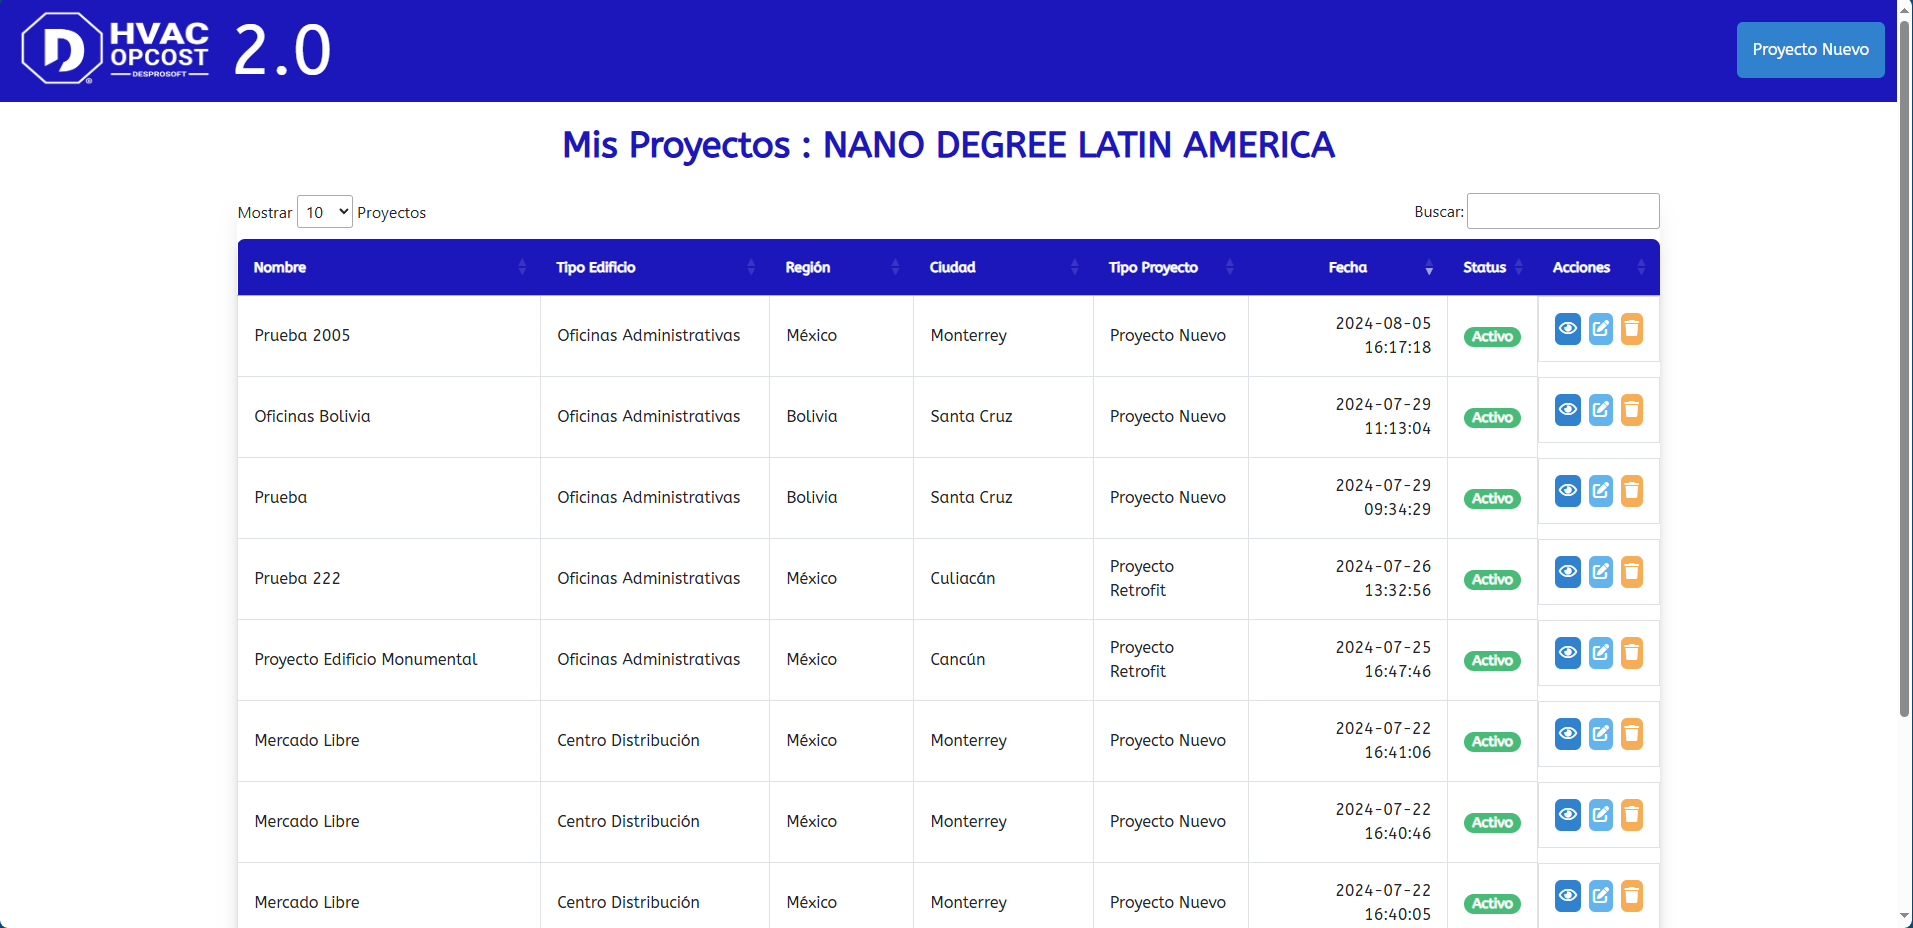 HVAC
OPCOST
DESPROSOFT
2.0
Proyecto Nuevo
Mis Proyectos : NANO DEGREE LATIN AMERICA
Mostrar 10 Proyectos
Buscar:
Nombre Tipo Edificio Región Ciudad Tipo Proyecto Fecha Status Acciones
Prueba 2005 Oficinas Administrativas México Monterrey Proyecto Nuevo 2024-08-05 16:17:18 Activo
Oficinas Bolivia Oficinas Administrativas Bolivia Santa Cruz Proyecto Nuevo 2024-07-29 11:13:04 Activo
Prueba Oficinas Administrativas Bolivia Santa Cruz Proyecto Nuevo 2024-07-29 09:34:29 Activo
Prueba 222 Oficinas Administrativas México Culiacán Proyecto Retrofit 2024-07-26 13:32:56 Activo
Proyecto Edificio Monumental Oficinas Administrativas México Cancún Proyecto Retrofit 2024-07-25 16:47:46 Activo
Mercado Libre Centro Distribución México Monterrey Proyecto Nuevo 2024-07-22 16:41:06 Activo
Mercado Libre Centro Distribución México Monterrey Proyecto Nuevo 2024-07-22 16:40:46 Activo
Mercado Libre Centro Distribución México Monterrey Proyecto Nuevo 2024-07-22 16:40:05 Activo